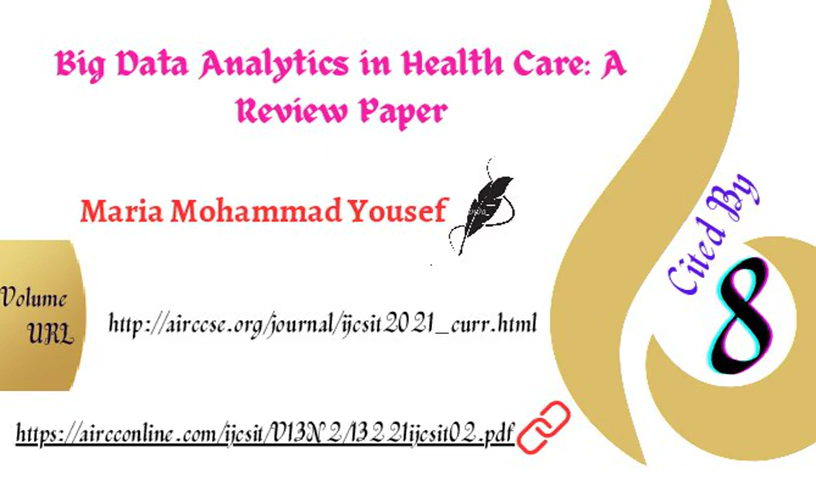 Big Data Analytics in Health Care: A
Review Paper
Maria Mohammad Yousef
Cited By
8
Volume
URL
http://airccse.org/journal/ijcsit2021_curr.html
https://aircconline.com/ijcsit/V13N2/13221ijcsit02.pdf